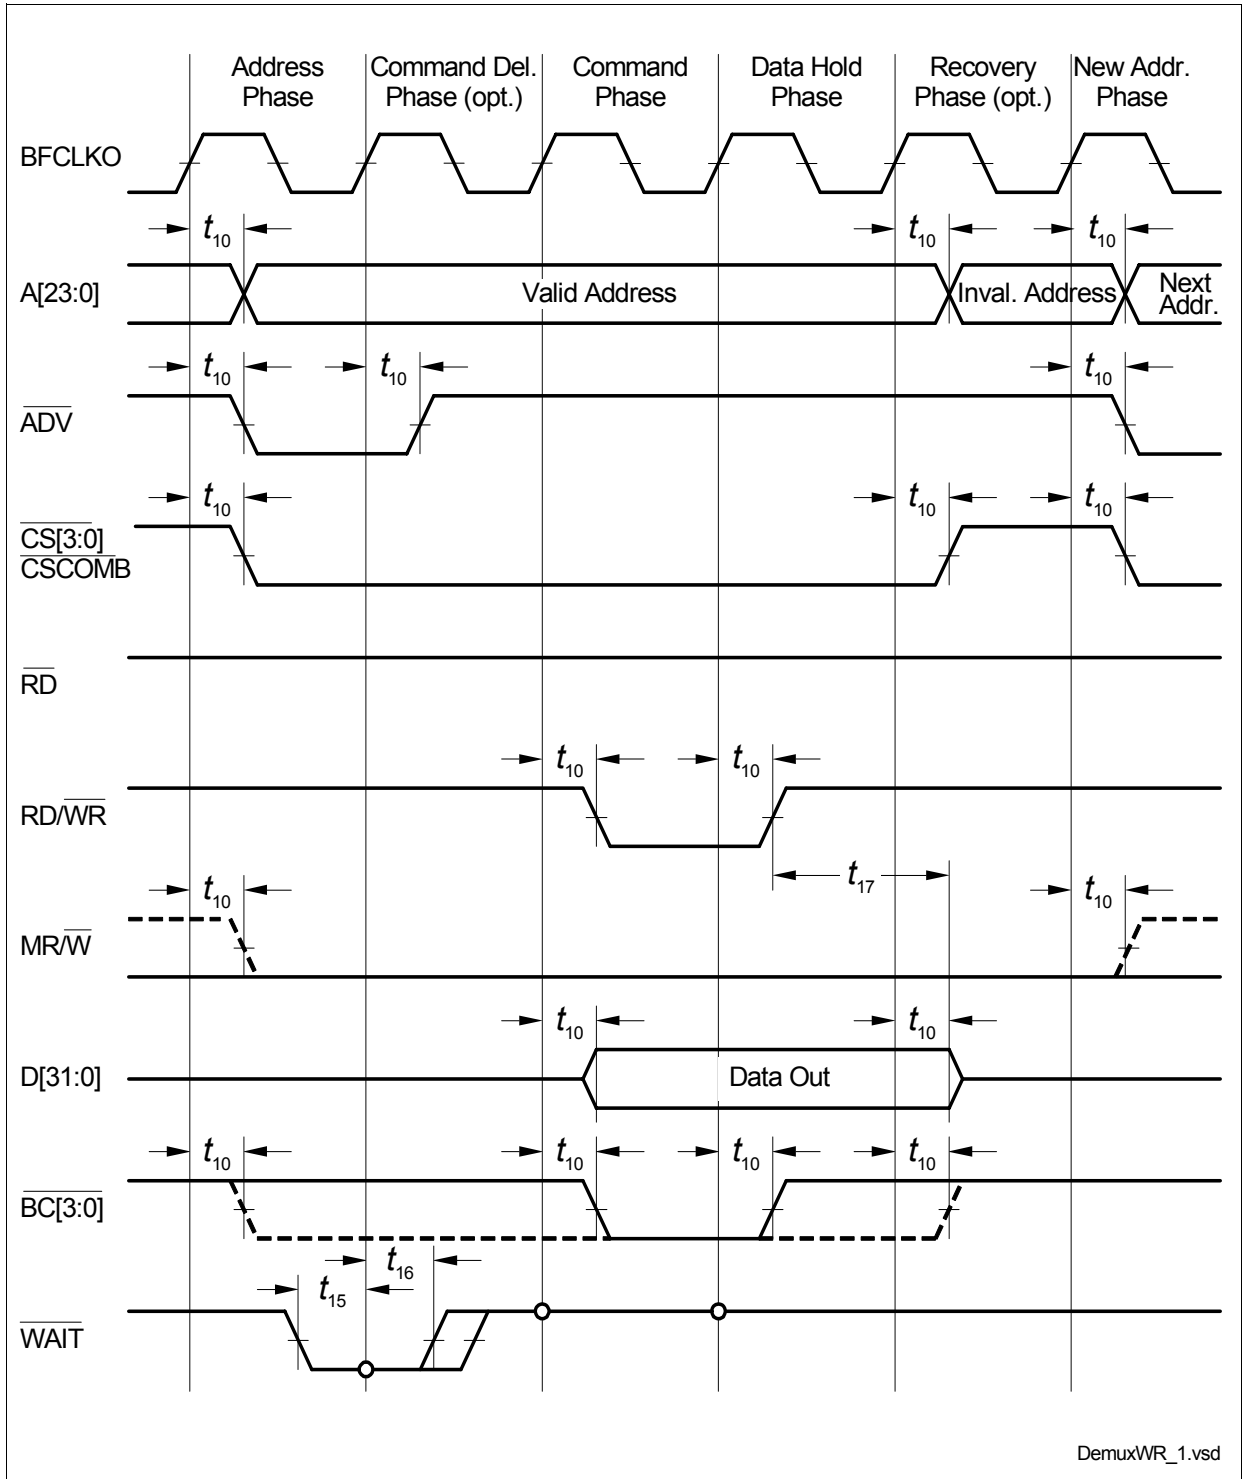 Address Phase
Command Del. Phase (opt.)
Command Phase
Data Hold Phase
Recovery Phase (opt.)
New Addr. Phase
BFCLKO
t10 t10 t10
A[23:0]
Valid Address
Inval. Address
Next Addr.
t10 t10 t10
ADV
t10 t10 t10
CS[3:0]
CSCOMB
RD
t10 t10
RD/WR
t17
t10 t10
MR/W
t10 t10
D[31:0]
Data Out
t10 t10 t10 t10
BC[3:0]
t16
t15
WAIT
DemuxWR_1.vsd